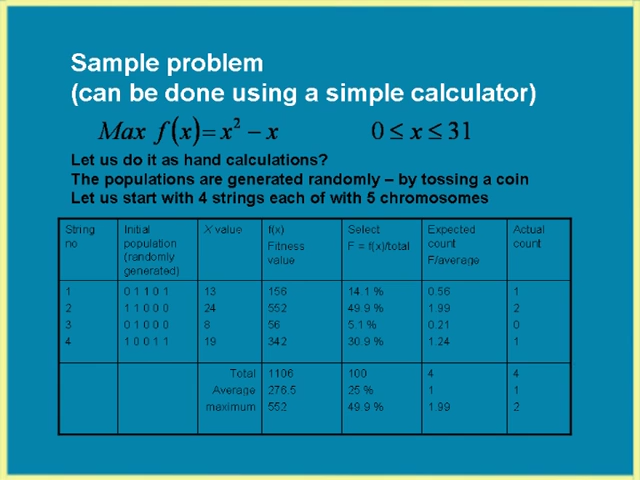 Sample problem
(can be done using a simple calculator)
Max f(x)= x² − x 0 ≤ x ≤ 31
Let us do it as hand calculations?
The populations are generated randomly – by tossing a coin
Let us start with 4 strings each of with 5 chromosomes
String no Initial population (randomly generated) X value f(x) Fitness value Select F = f(x)/total Expected count F/average Actual count
1 0 1 1 0 1 13 156 14.1 % 0.56 1
2 1 1 0 0 0 24 552 49.9 % 1.99 2
3 0 1 0 0 0 8 56 5.1 % 0.21 0
4 1 0 0 1 1 19 342 30.9 % 1.24 1
Total 1106 100 4 4
Average 276.5 25 % 1 1
maximum 552 49.9 % 1.99 2